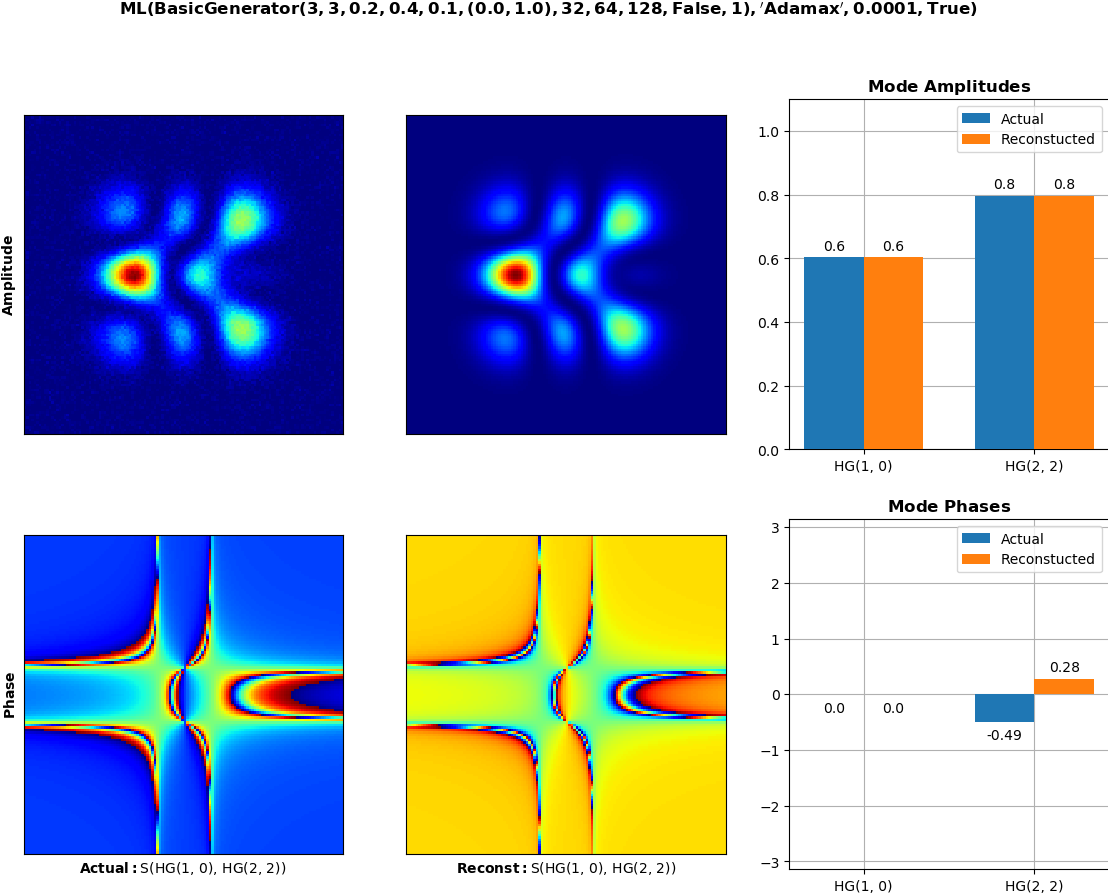 ML(BasicGenerator(3, 3, 0.2, 0.4, 0.1, (0.0, 1.0), 32, 64, 128, False, 1), ′Adamax′, 0.0001, True)
Amplitude
Mode Amplitudes
Actual
Reconstucted
1.0
0.8
0.6
0.4
0.2
0.0
0.6
0.6
0.8
0.8
HG(1, 0)
HG(2, 2)
Phase
Actual: S(HG(1, 0), HG(2, 2))
Reconst: S(HG(1, 0), HG(2, 2))
Mode Phases
Actual
Reconstucted
3
2
1
0
−1
−2
−3
0.0
0.0
-0.49
0.28
HG(1, 0)
HG(2, 2)